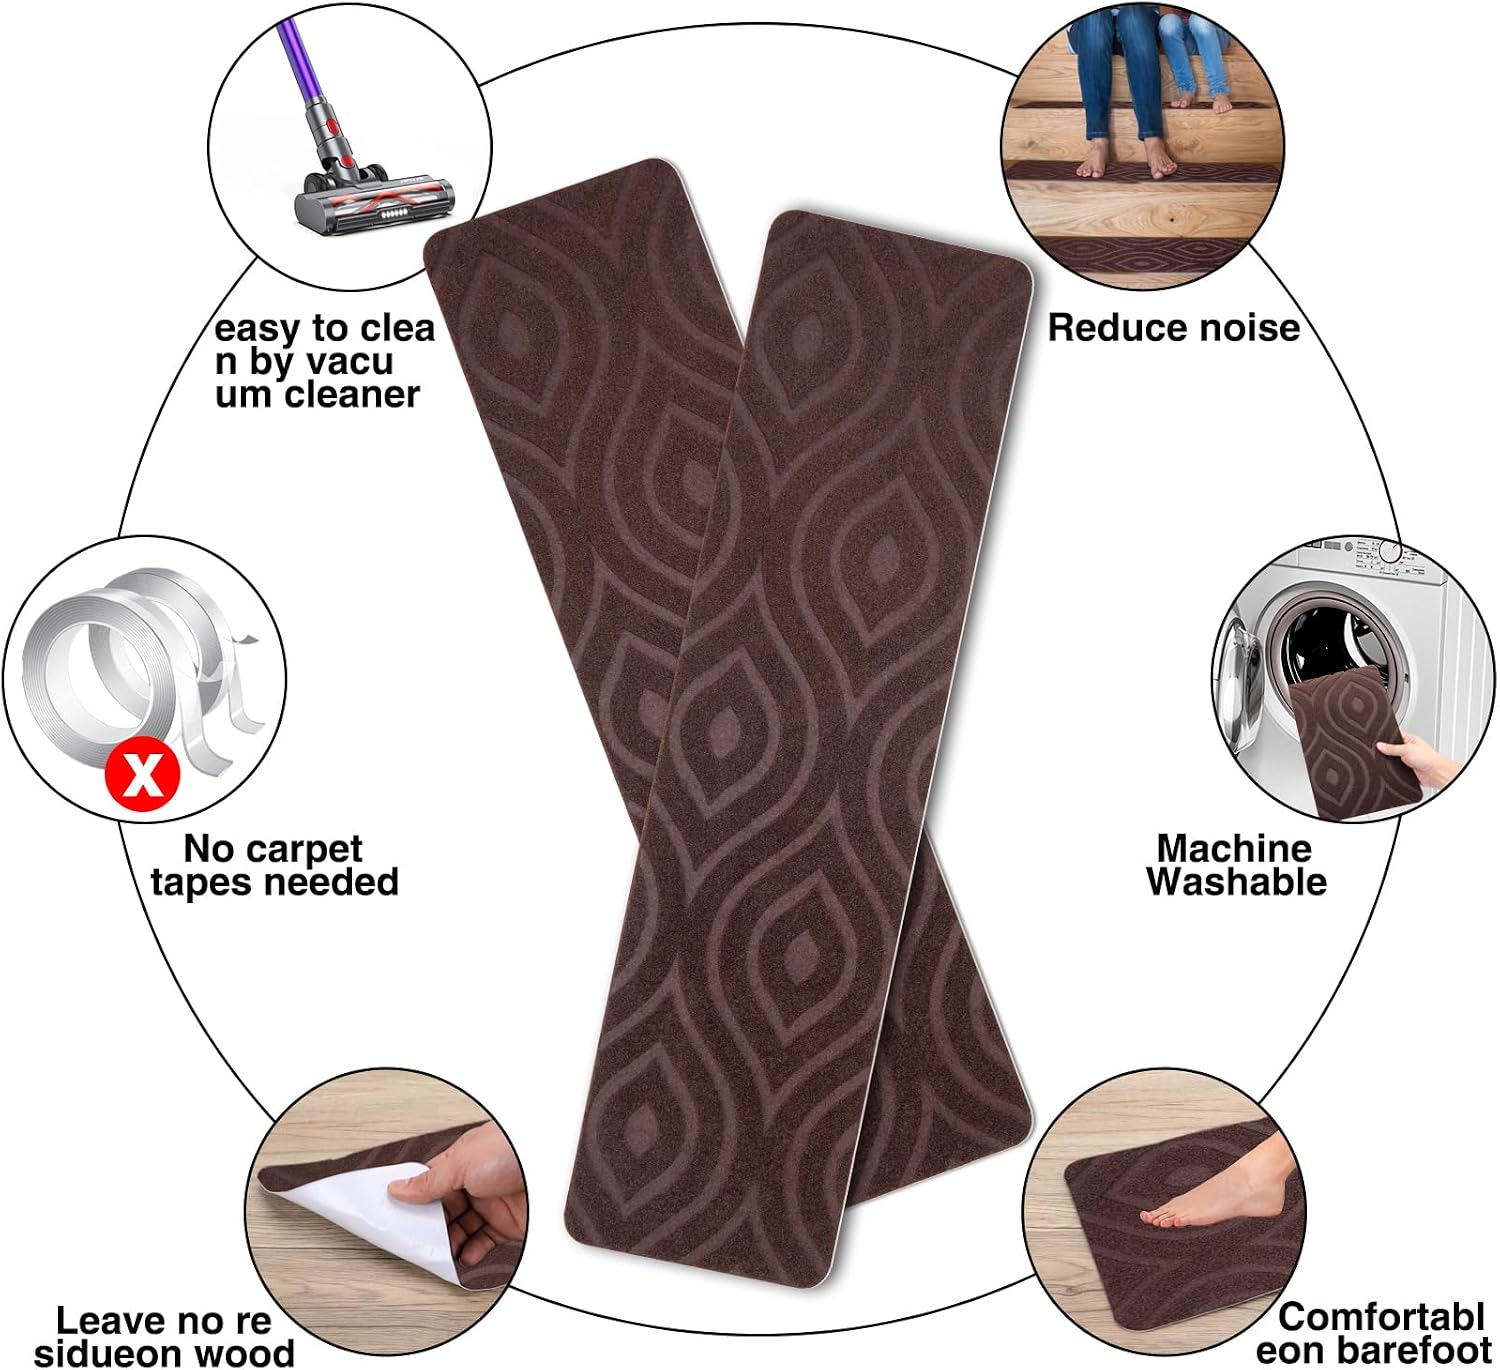 easy to clea
n by vacu
um cleaner
Reduce noise
X
No carpet
tapes needed
Machine
Washable
Leave no re
sidueon wood
Comfortabl
eon barefoot